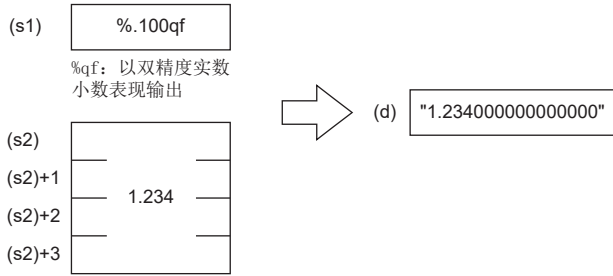 (s1)
%.100qf
%qf：以双精度实数
小数表现输出
(s2)
(s2)+1
(s2)+2
(s2)+3
1.234
(d)
"1.234000000000000"